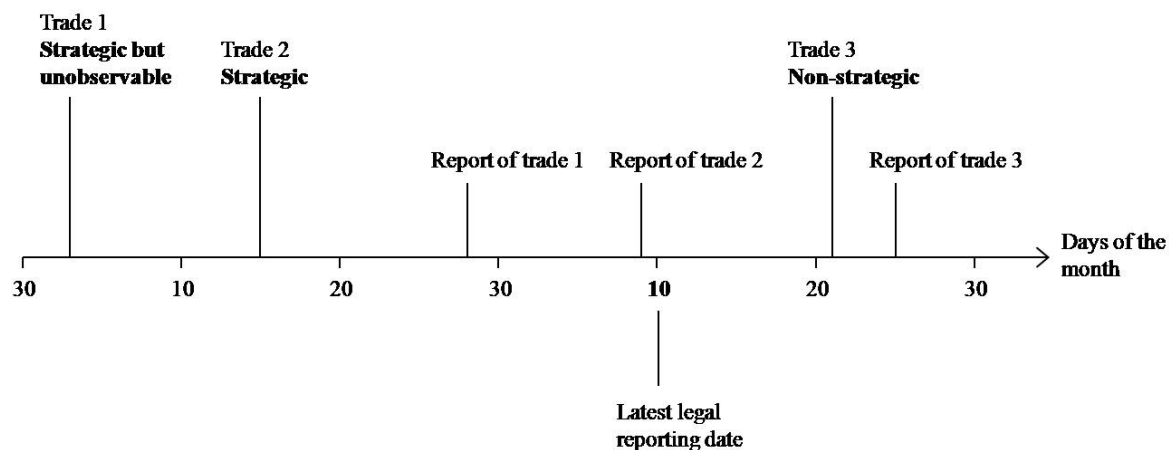 Trade 1
Strategic but
unobservable
Trade 2
Strategic
Trade 3
Non-strategic
Report of trade 1
Report of trade 2
Report of trade 3
Days of the
month
30
10
20
30
10
20
30
Latest legal
reporting date